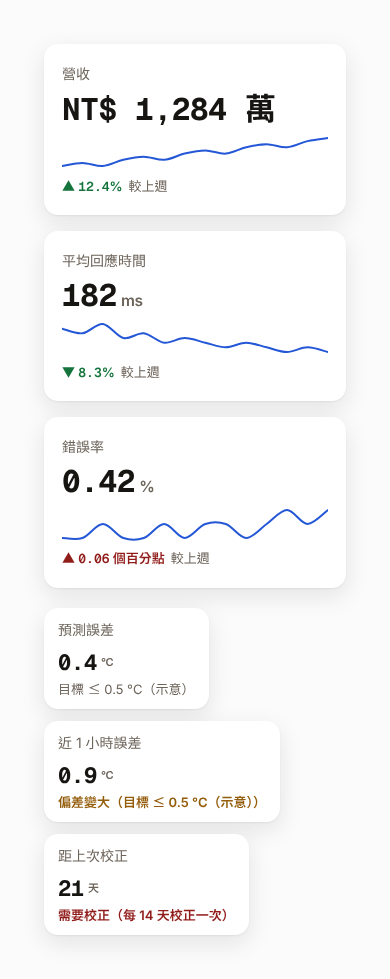 營收
NT$ 1,284 萬
▲ 12.4% 較上週
平均回應時間
182 ms
▼ 8.3% 較上週
錯誤率
0.42 %
▲ 0.06 個百分點 較上週
預測誤差
0.4 °C
目標 ≤ 0.5 °C（示意）
近 1 小時誤差
0.9 °C
偏差變大（目標 ≤ 0.5 °C（示意））
距上次校正
21 天
需要校正（每 14 天校正一次）